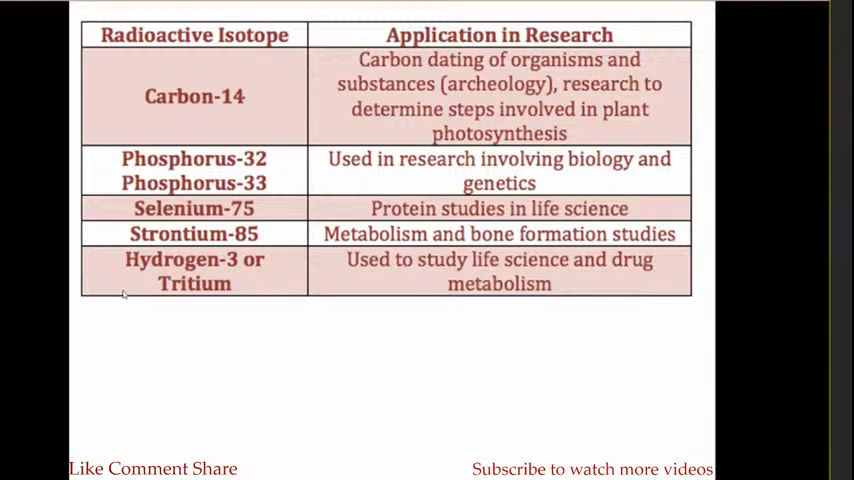 Radioactive Isotope
Application in Research
Carbon-14
Carbon dating of organisms and
substances (archeology), research to
determine steps involved in plant
photosynthesis
Phosphorus-32
Phosphorus-33
Used in research involving biology and
genetics
Selenium-75
Protein studies in life science
Strontium-85
Metabolism and bone formation studies
Hydrogen-3 or
Tritium
Used to study life science and drug
metabolism
Like Comment Share
Subscribe to watch more videos